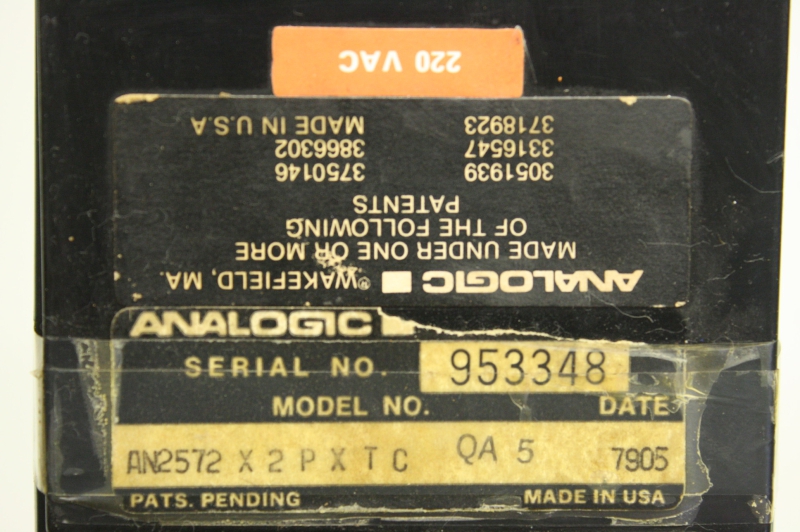 220 VAC
ANALOGIC ® WAKEFIELD, MA.
MADE UNDER ONE OR MORE
OF THE FOLLOWING
PATENTS
3051939 3750146
3316547 3866302
3718923 MADE IN U.S.A
ANALOGIC
SERIAL NO. 953348
MODEL NO. DATE
AN2572 X 2 P X T C QA 5 7905
PATS. PENDING MADE IN USA